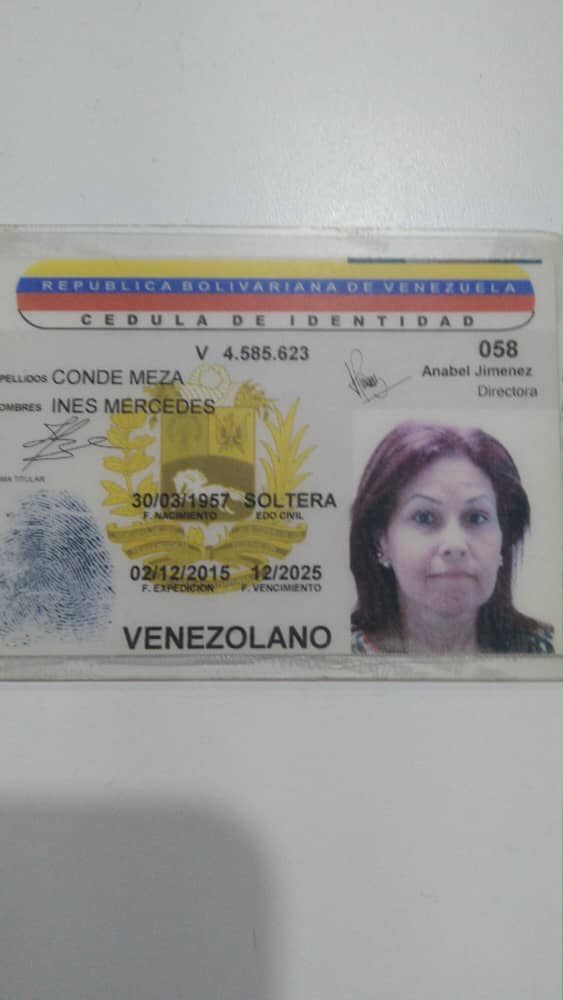 REPUBLICA BOLIVARIANA DE VENEZUELA
CEDULA DE IDENTIDAD
V 4.585.623
058
Anabel Jimenez
Directora
PELLIDOS CONDE MEZA
OMBRES INES MERCEDES
MA TITULAR
30/03/1957 SOLTERA
F. NACIMIENTO EDO CIVIL
02/12/2015 12/2025
F. EXPEDICION F. VENCIMIENTO
VENEZOLANO